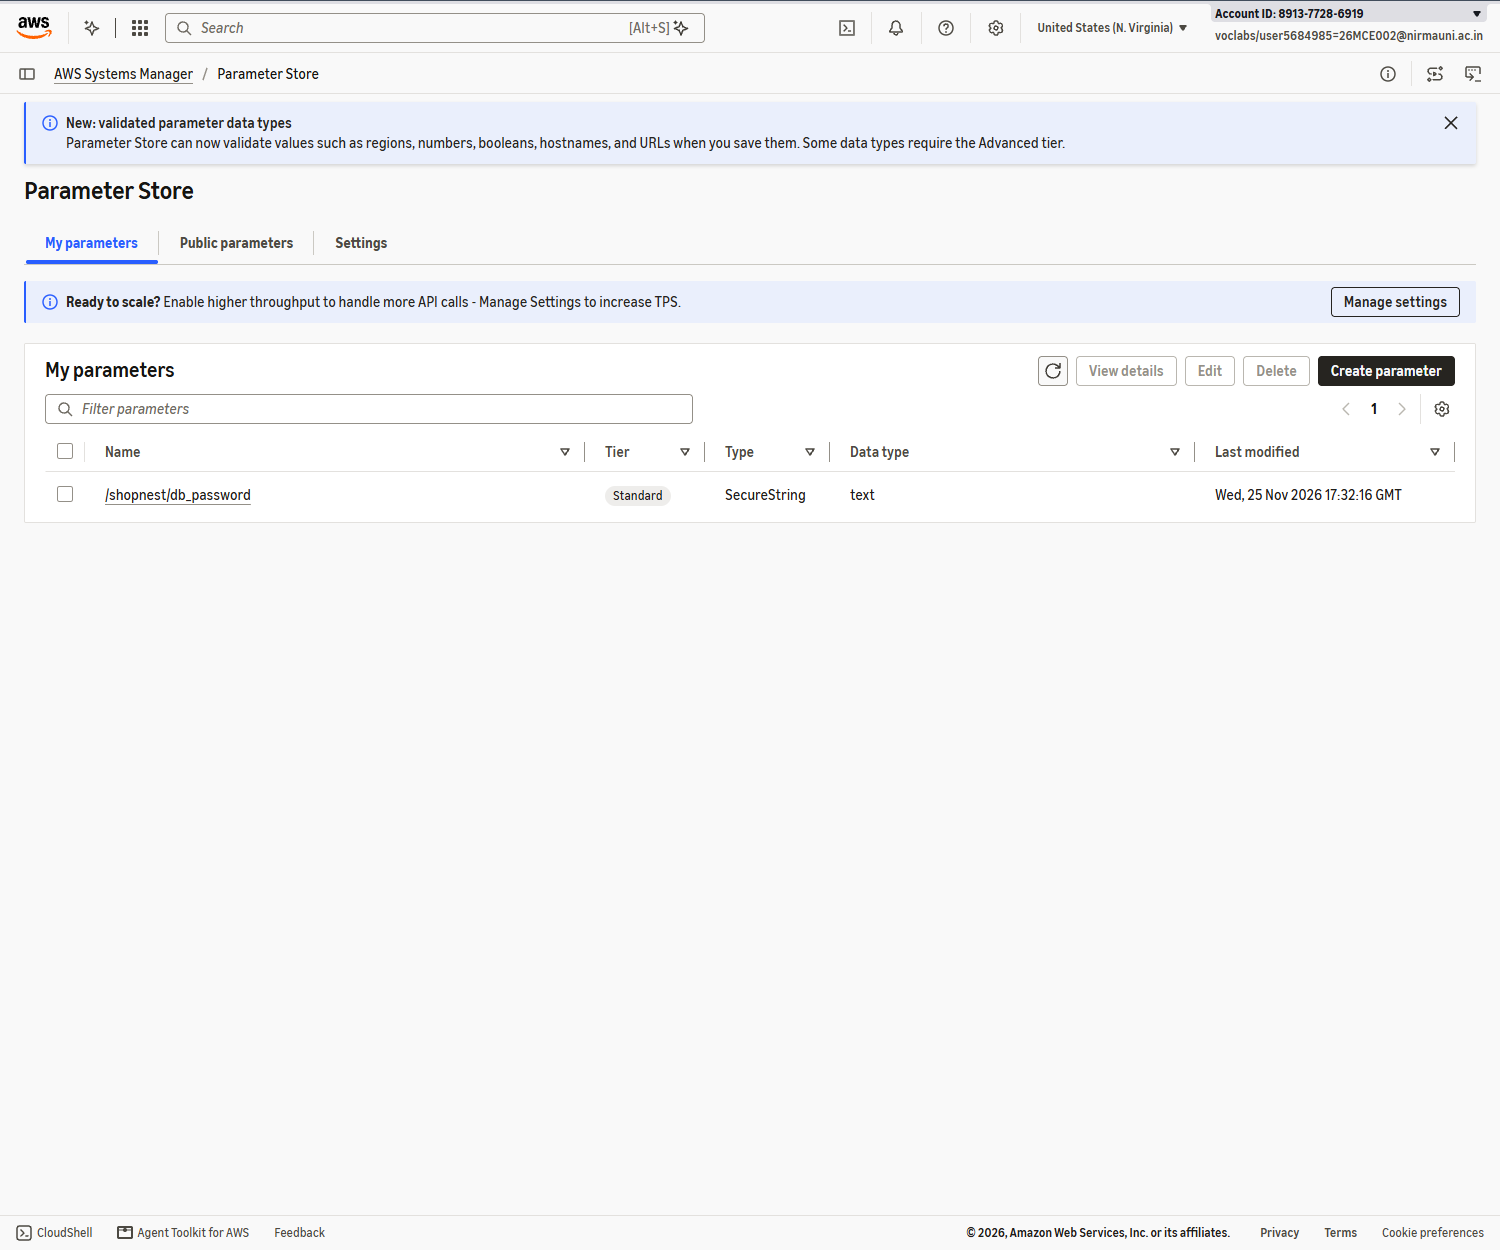 aws
Search [Alt+S]
United States (N. Virginia)
Account ID: 8913-7728-6919
voclabs/user5684985=26MCE002@nirmauni.ac.in
AWS Systems Manager / Parameter Store
New: validated parameter data types
Parameter Store can now validate values such as regions, numbers, booleans, hostnames, and URLs when you save them. Some data types require the Advanced tier.
Parameter Store
My parameters Public parameters Settings
Ready to scale? Enable higher throughput to handle more API calls - Manage Settings to increase TPS. Manage settings
My parameters View details Edit Delete Create parameter
Filter parameters 1
Name Tier Type Data type Last modified
/shopnest/db_password Standard SecureString text Wed, 25 Nov 2026 17:32:16 GMT
CloudShell Agent Toolkit for AWS Feedback © 2026, Amazon Web Services, Inc. or its affiliates. Privacy Terms Cookie preferences